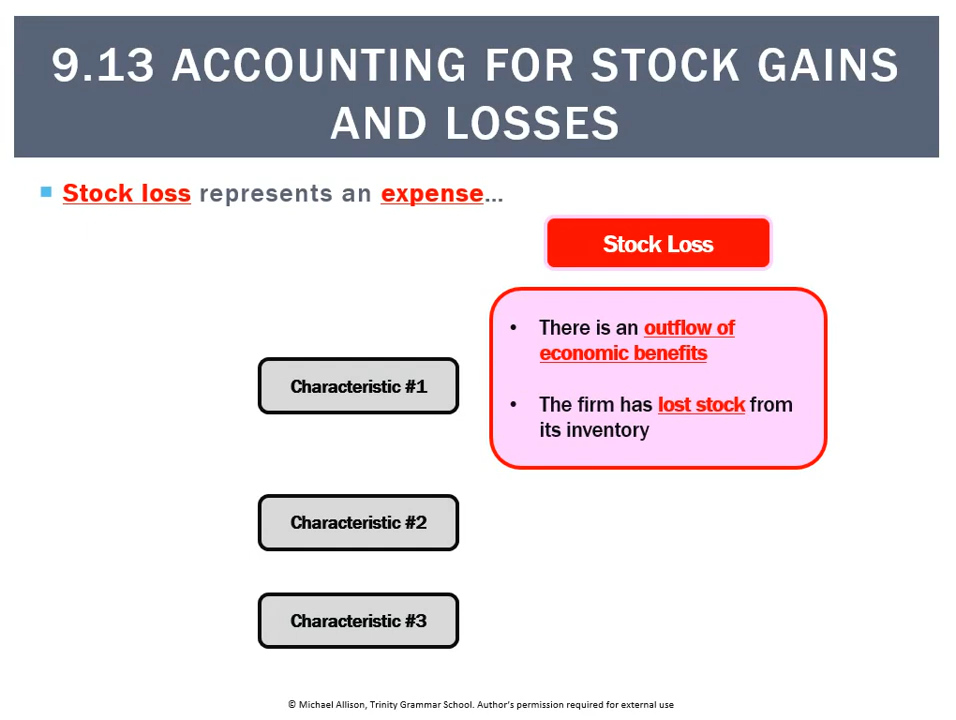 9.13 ACCOUNTING FOR STOCK GAINS
AND LOSSES
Stock loss represents an expense...
Stock Loss
• There is an outflow of
economic benefits
Characteristic #1
• The firm has lost stock from
its inventory
Characteristic #2
Characteristic #3
© Michael Allison, Trinity Grammar School. Author's permission required for external use